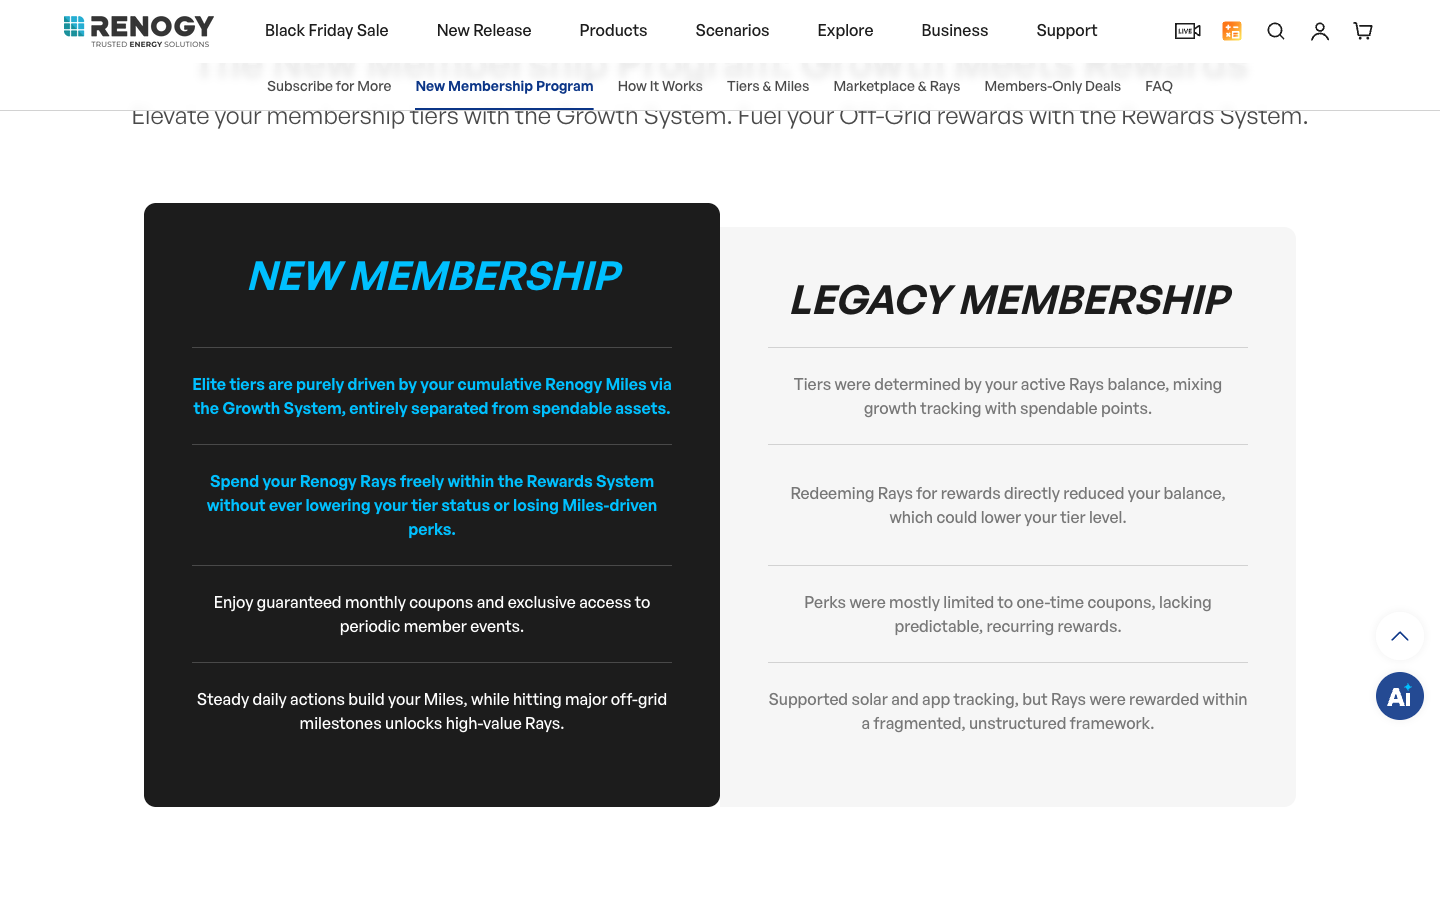 RENOGY
TRUSTED ENERGY SOLUTIONS
Black Friday Sale
New Release
Products
Scenarios
Explore
Business
Support
LIVE
The New Membership Program: Growth Meets Rewards
Subscribe for More
New Membership Program
How It Works
Tiers & Miles
Marketplace & Rays
Members-Only Deals
FAQ
Elevate your membership tiers with the Growth System. Fuel your Off-Grid rewards with the Rewards System.
NEW MEMBERSHIP
Elite tiers are purely driven by your cumulative Renogy Miles via
the Growth System, entirely separated from spendable assets.
Spend your Renogy Rays freely within the Rewards System
without ever lowering your tier status or losing Miles-driven
perks.
Enjoy guaranteed monthly coupons and exclusive access to
periodic member events.
Steady daily actions build your Miles, while hitting major off-grid
milestones unlocks high-value Rays.
LEGACY MEMBERSHIP
Tiers were determined by your active Rays balance, mixing
growth tracking with spendable points.
Redeeming Rays for rewards directly reduced your balance,
which could lower your tier level.
Perks were mostly limited to one-time coupons, lacking
predictable, recurring rewards.
Supported solar and app tracking, but Rays were rewarded within
a fragmented, unstructured framework.
Ai